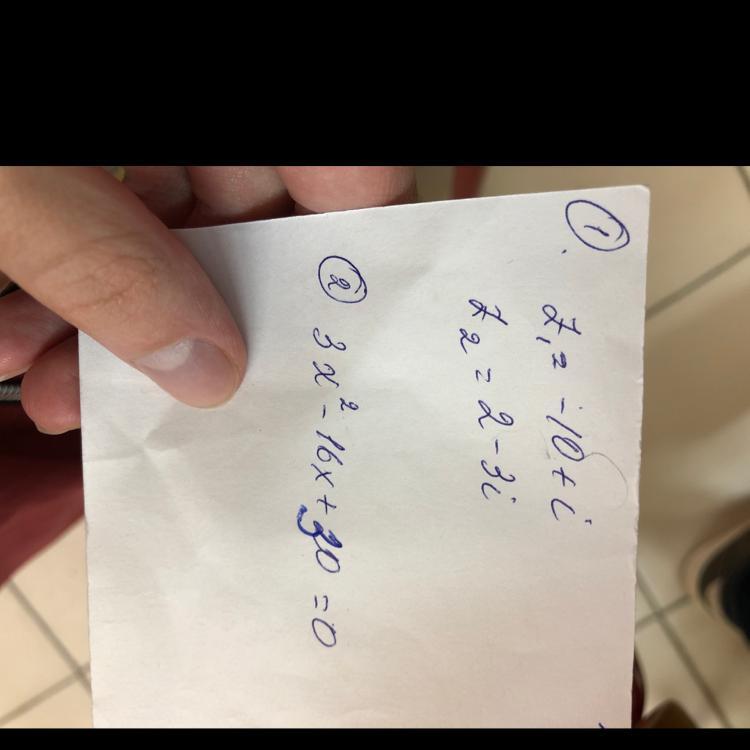 1
z₁ = -10 + i
z₂ = 2 - 3i
2 3x² - 16x + 30 = 0